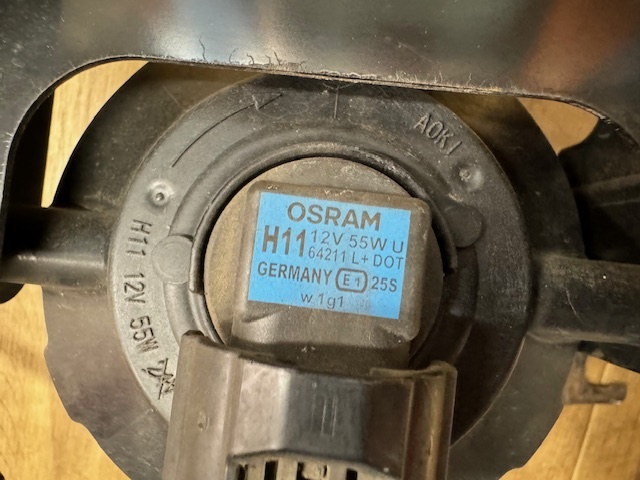 AOKI
OSRAM
H11 12V 55W U
64211 L+ DOT
GERMANY E1 25S
w1g1
H11 12V 55W